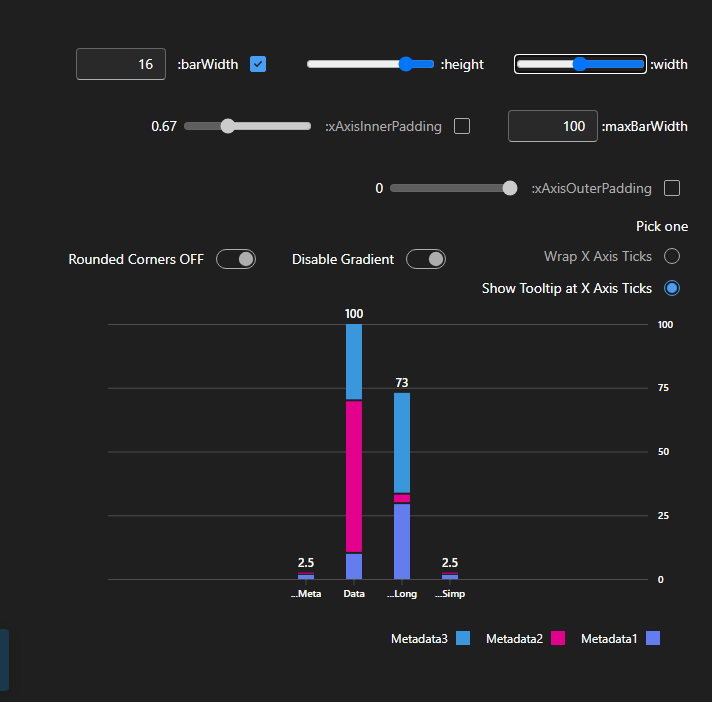 16 :barWidth :height :width
0.67 :xAxisInnerPadding 100 :maxBarWidth
0 :xAxisOuterPadding
Pick one
Rounded Corners OFF Disable Gradient Wrap X Axis Ticks
Show Tooltip at X Axis Ticks
100
100
75
73
50
25
2.5 2.5
0
...Meta Data ...Long ...Simp
Metadata3 Metadata2 Metadata1